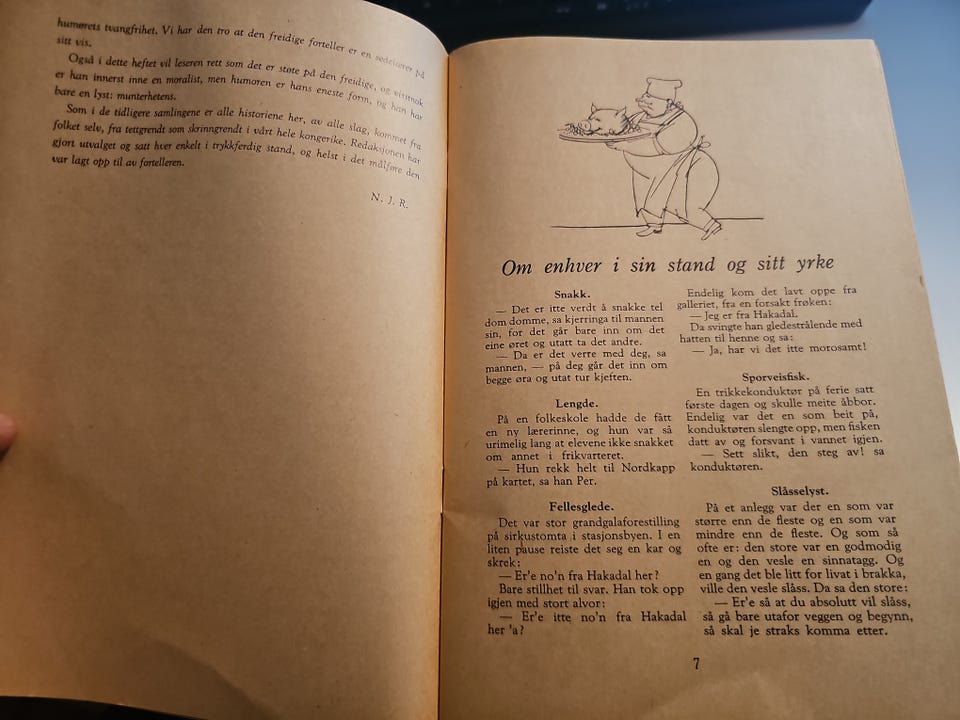 humørets tvangfrihet. Vi har den tro at den freidige forteller er en sedelærer på
sitt vis.
Også i dette heftet vil leseren rett som det er støte på den freidige, og visstnok
er han innerst inne en moralist, men humoren er hans eneste form, og han har
bare en lyst: munterhetens.
Som i de tidligere samlingene er alle historiene her, av alle slag, kommet fra
folket selv, fra tettgrendt som skrinngrendt i vårt hele kongerike. Redaksjonen har
gjort utvalget og satt hver enkelt i trykkferdig stand, og helst i det målføre den
var lagt opp til av fortelleren.
N. J. R.
Om enhver i sin stand og sitt yrke
Snakk.
— Det er itte verdt å snakke tel
dom domme, sa kjerringa til mannen
sin, for det går bare inn om det
eine øret og utatt ta det andre.
— Da er det verre med deg, sa
mannen, — på deg går det inn om
begge øra og utat tur kjeften.
Lengde.
På en folkeskole hadde de fått
en ny lærerinne, og hun var så
urimelig lang at elevene ikke snakket
om annet i frikvarteret.
— Hun rekk helt til Nordkapp
på kartet, sa han Per.
Fellesglede.
Det var stor grandgalaforestilling
på sirkustomta i stasjonsbyen. I en
liten pause reiste det seg en kar og
skrek:
— Er'e no'n fra Hakadal her?
Bare stillhet til svar. Han tok opp
igjen med stort alvor:
— Er'e itte no'n fra Hakadal
her 'a?
Endelig kom det lavt oppe fra
galleriet, fra en forsakt frøken:
— Jeg er fra Hakadal.
Da svingte han gledestrålende med
hatten til henne og sa:
— Ja, har vi det itte morosamt!
Sporveisfisk.
En trikkekonduktør på ferie satt
første dagen og skulle meite åbbor.
Endelig var det en som beit på,
konduktøren slengte opp, men fisken
datt av og forsvant i vannet igjen.
— Sett slikt, den steg av! sa
konduktøren.
Slåsselyst.
På et anlegg var der en som var
større enn de fleste og en som var
mindre enn de fleste. Og som så
ofte er: den store var en godmodig
en og den vesle en sinnatagg. Og
en gang det ble litt for livat i brakka,
ville den vesle slåss. Da sa den store:
— Er'e så at du absolutt vil slåss,
så gå bare utafor veggen og begynn,
så skal je straks komma etter.
7